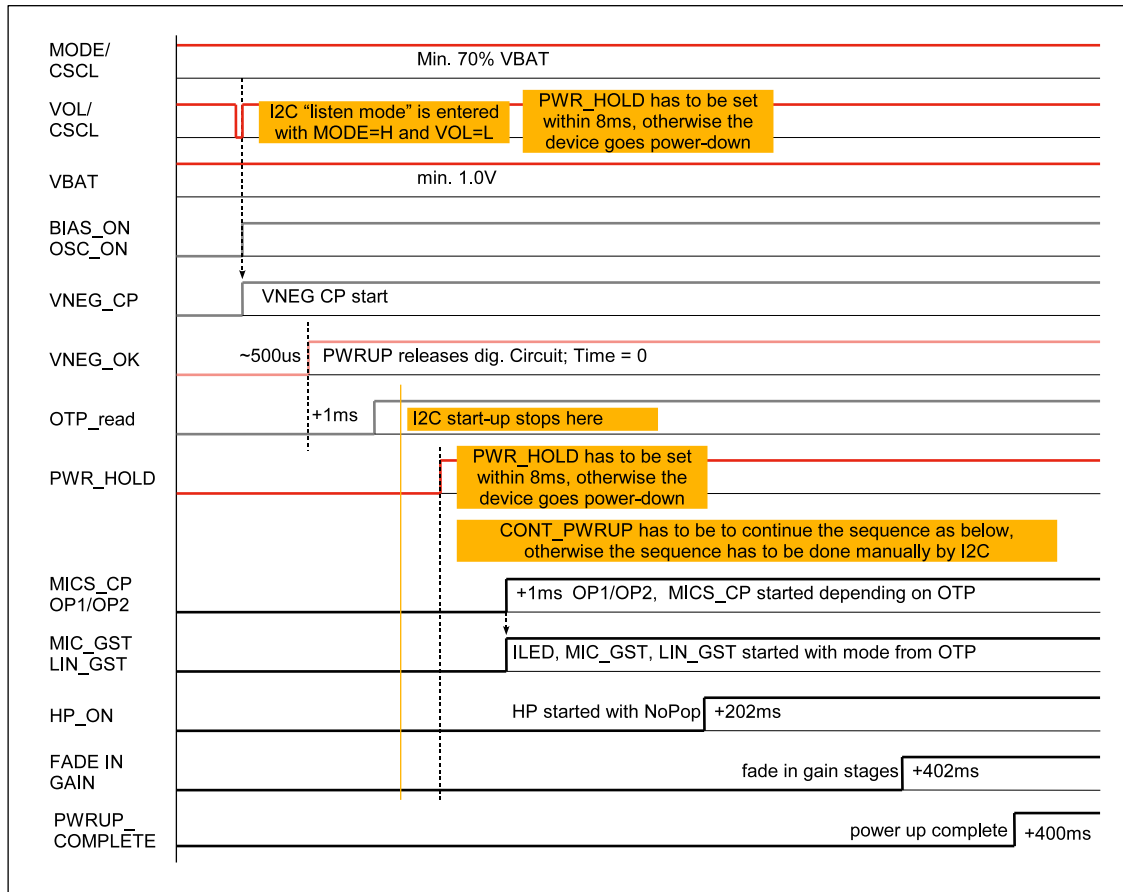 MODE/
CSCL
Min. 70% VBAT
VOL/
CSCL
I2C “listen mode” is entered
with MODE=H and VOL=L
PWR_HOLD has to be set
within 8ms, otherwise the
device goes power-down
VBAT
min. 1.0V
BIAS_ON
OSC_ON
VNEG_CP
VNEG CP start
VNEG_OK
~500us
PWRUP releases dig. Circuit; Time = 0
OTP_read
+1ms
I2C start-up stops here
PWR_HOLD
PWR_HOLD has to be set
within 8ms, otherwise the
device goes power-down
CONT_PWRUP has to be to continue the sequence as below,
otherwise the sequence has to be done manually by I2C
MICS_CP
OP1/OP2
+1ms OP1/OP2, MICS_CP started depending on OTP
MIC_GST
LIN_GST
ILED, MIC_GST, LIN_GST started with mode from OTP
HP_ON
HP started with NoPop
+202ms
FADE IN
GAIN
fade in gain stages
+402ms
PWRUP_
COMPLETE
power up complete
+400ms